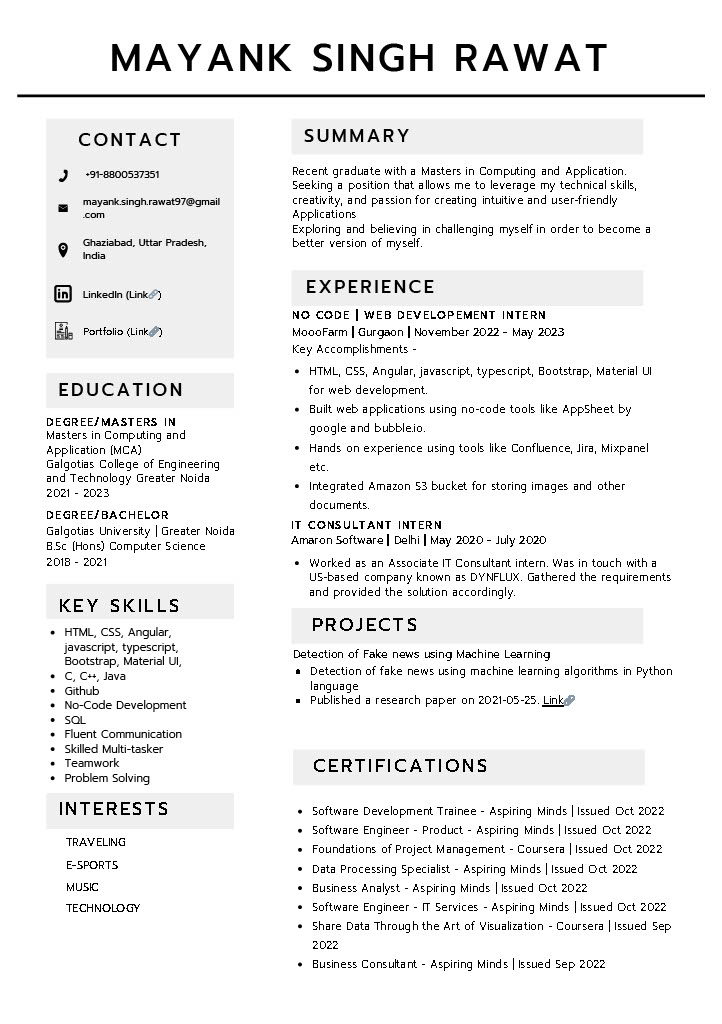 MAYANK SINGH RAWAT
CONTACT
+91-8800537351
mayank.singh.rawat97@gmail
.com
Ghaziabad, Uttar Pradesh,
India
LinkedIn (Link🔗)
Portfolio (Link🔗)
EDUCATION
DEGREE/MASTERS IN
Masters in Computing and
Application (MCA)
Galgotias College of Engineering
and Technology Greater Noida
2021 - 2023
DEGREE/BACHELOR
Galgotias University | Greater Noida
B.Sc (Hons) Computer Science
2018 - 2021
KEY SKILLS
• HTML, CSS, Angular,
javascript, typescript,
Bootstrap, Material UI,
• C, C++, Java
• Github
• No-Code Development
• SQL
• Fluent Communication
• Skilled Multi-tasker
• Teamwork
• Problem Solving
INTERESTS
TRAVELING
E-SPORTS
MUSIC
TECHNOLOGY
SUMMARY
Recent graduate with a Masters in Computing and Application.
Seeking a position that allows me to leverage my technical skills,
creativity, and passion for creating intuitive and user-friendly
Applications
Exploring and believing in challenging myself in order to become a
better version of myself.
EXPERIENCE
NO CODE | WEB DEVELOPEMENT INTERN
MoooFarm | Gurgaon | November 2022 - May 2023
Key Accomplishments -
• HTML, CSS, Angular, javascript, typescript, Bootstrap, Material UI
for web development.
• Built web applications using no-code tools like AppSheet by
google and bubble.io.
• Hands on experience using tools like Confluence, Jira, Mixpanel
etc.
• Integrated Amazon S3 bucket for storing images and other
documents.
IT CONSULTANT INTERN
Amaron Software | Delhi | May 2020 - July 2020
• Worked as an Associate IT Consultant intern. Was in touch with a
US-based company known as DYNFLUX. Gathered the requirements
and provided the solution accordingly.
PROJECTS
Detection of Fake news using Machine Learning
▪ Detection of fake news using machine learning algorithms in Python
language
▪ Published a research paper on 2021-05-25. Link🔗
CERTIFICATIONS
• Software Development Trainee - Aspiring Minds | Issued Oct 2022
• Software Engineer - Product - Aspiring Minds | Issued Oct 2022
• Foundations of Project Management - Coursera | Issued Oct 2022
• Data Processing Specialist - Aspiring Minds | Issued Oct 2022
• Business Analyst - Aspiring Minds | Issued Oct 2022
• Software Engineer - IT Services - Aspiring Minds | Issued Oct 2022
• Share Data Through the Art of Visualization - Coursera | Issued Sep
2022
• Business Consultant - Aspiring Minds | Issued Sep 2022